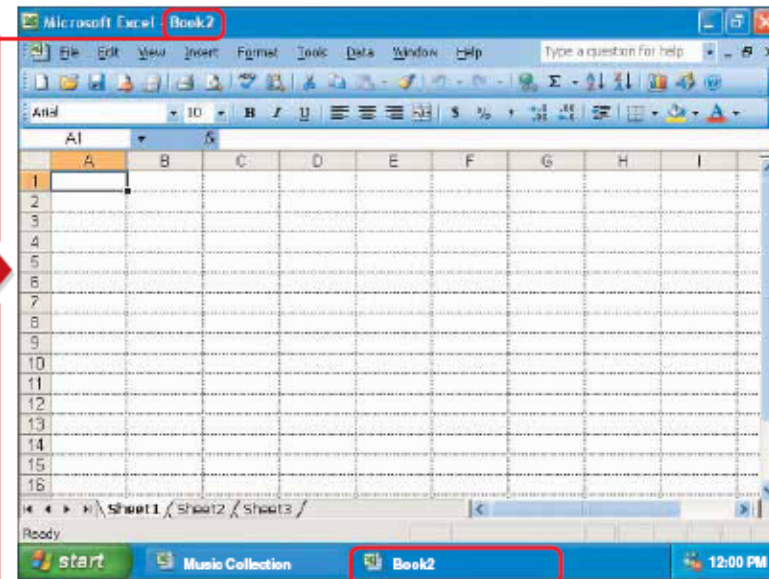 Microsoft Excel - Book2
File Edit View Insert Format Tools Data Window Help Type a question for help
Arial 10 B I U $ % ,
A1 fx
A B C D E F G H I
1
2
3
4
5
6
7
8
9
10
11
12
13
14
15
16
Sheet1 / Sheet2 / Sheet3 /
Ready
start Music Collection Book2 12:00 PM